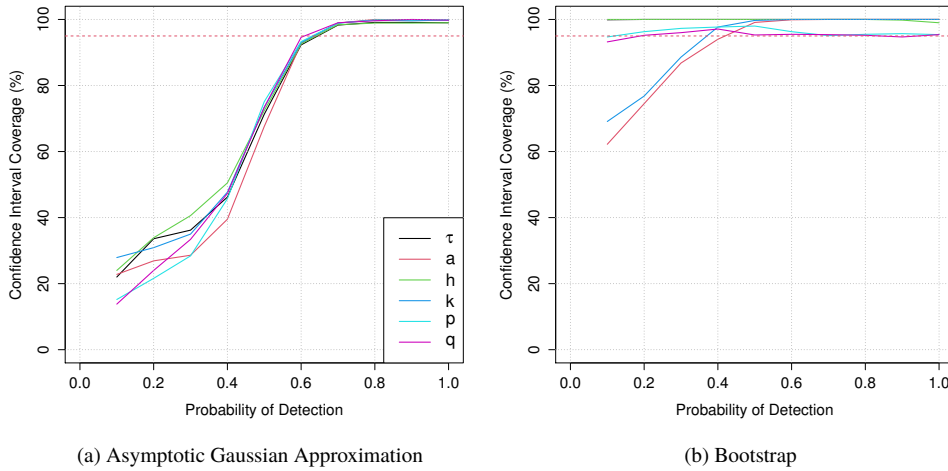 Confidence Interval Coverage (%)
100
80
60
40
20
0
τ
a
h
k
p
q
0.0 0.2 0.4 0.6 0.8 1.0
Probability of Detection
(a) Asymptotic Gaussian Approximation
Confidence Interval Coverage (%)
100
80
60
40
20
0
0.0 0.2 0.4 0.6 0.8 1.0
Probability of Detection
(b) Bootstrap